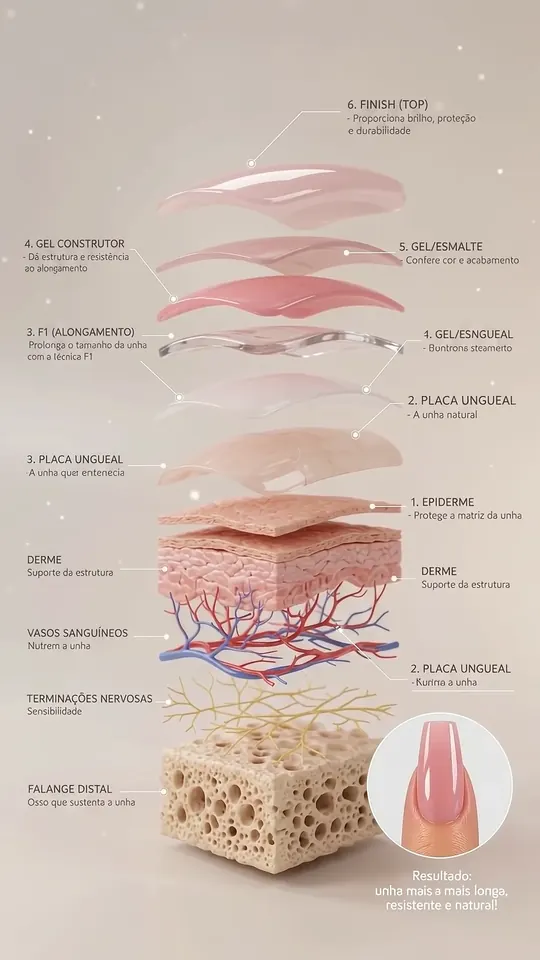 6. FINISH (TOP)
- Proporciona brilho, proteção
e durabilidade
4. GEL CONSTRUTOR
- Dá estrutura e resistência
ao alongamento
5. GEL/ESMALTE
- Confere cor e acabamento
3. F1 (ALONGAMENTO)
Prolonga o tamanho da unha
com a técnica F1
4. GEL/ESNGUEAL
- Buntrons steamento
2. PLACA UNGUEAL
- A unha natural
3. PLACA UNGUEAL
- A unha quer entenecia
1. EPIDERME
- Protege a matriz da unha
DERME
Suporte da estrutura
DERME
Suporte da estrutura
VASOS SANGUÍNEOS
Nutrem a unha
2. PLACA UNGUEAL
- Kurirra a unha
TERMINAÇÕES NERVOSAS
Sensibilidade
FALANGE DISTAL
Osso que sustenta a unha
Resultado:
unha mais a mais longa,
resistente e natural!